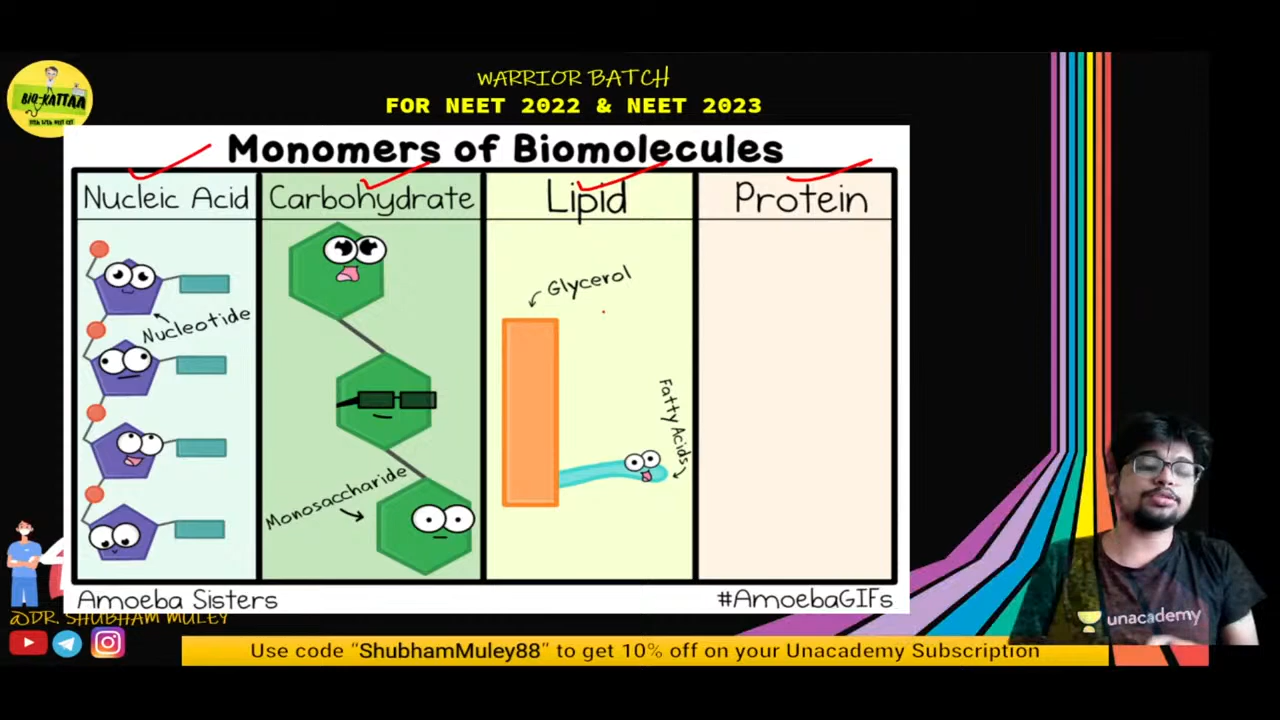 WARRIOR BATCH
FOR NEET 2022 & NEET 2023
BIO-KATTAA
Monomers of Biomolecules
Nucleic Acid
Carbohydrate
Lipid
Protein
Nucleotide
Monosaccharide
Glycerol
Fatty Acids
Amoeba Sisters
#AmoebaGIFs
@DR. SHUBHAM MULEY
unacademy
Use code "ShubhamMuley88" to get 10% off on your Unacademy Subscription